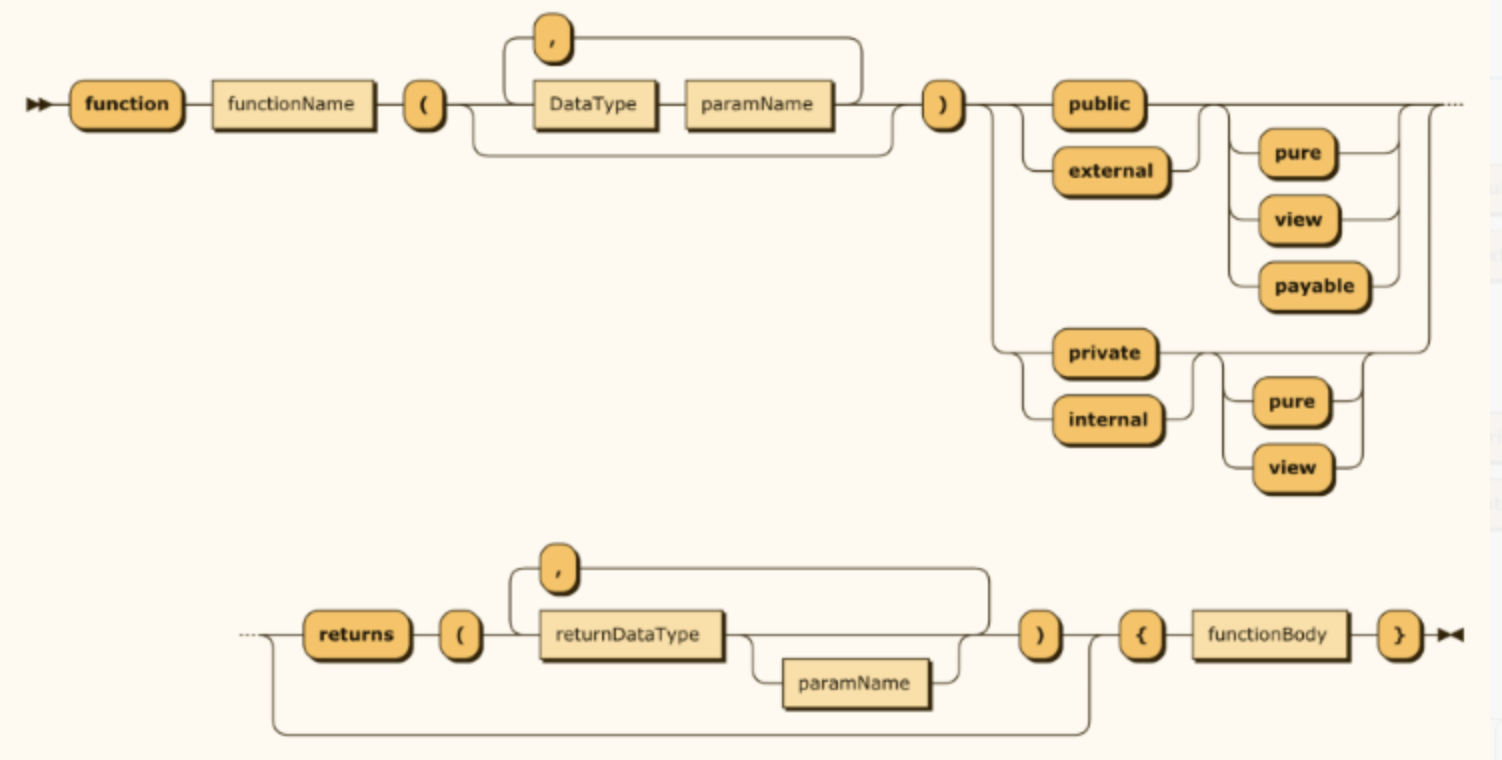 ,
function functionName ( DataType paramName ) public
pure
external
view
payable
private
pure
internal
view
,
returns ( returnDataType ) { functionBody }
paramName